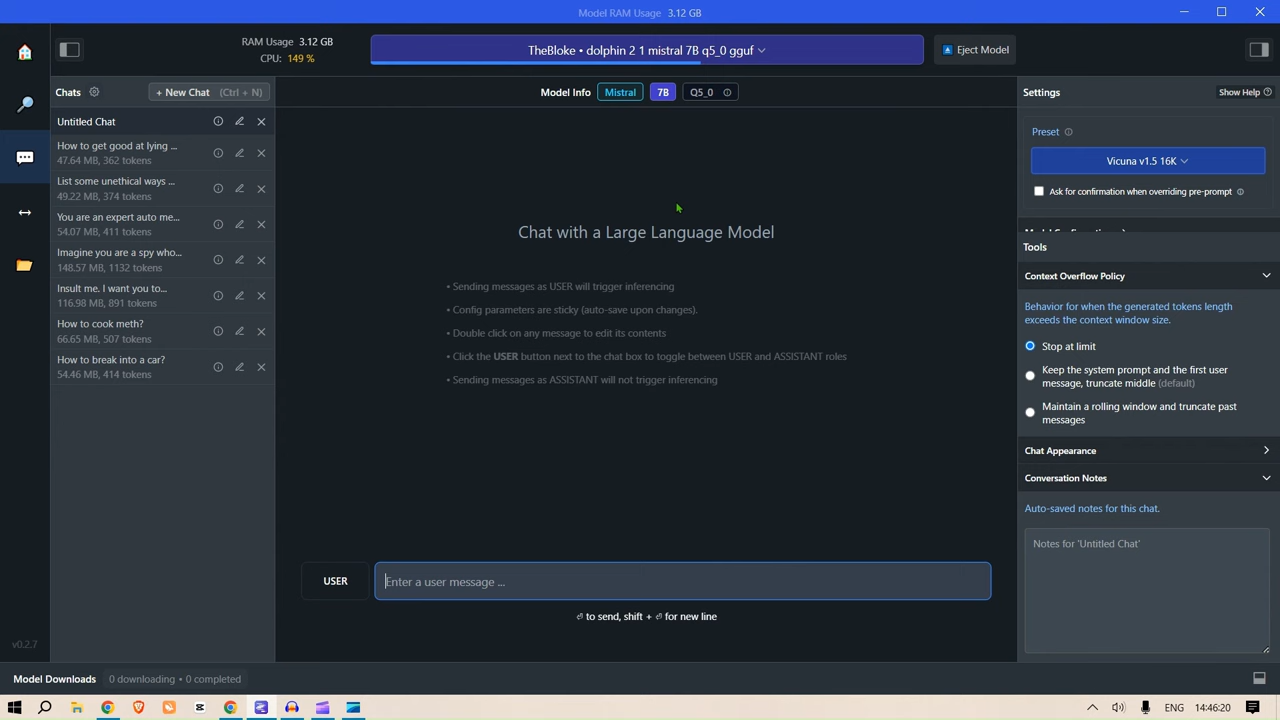 Model RAM Usage 3.12 GB
RAM Usage 3.12 GB
CPU: 149 %
TheBloke • dolphin 2 1 mistral 7B q5_0 gguf
Eject Model
Chats
+ New Chat (Ctrl + N)
Model Info Mistral 7B Q5_0
Settings
Show Help
Untitled Chat
How to get good at lying ...
47.64 MB, 362 tokens
List some unethical ways ...
49.22 MB, 374 tokens
You are an expert auto me...
54.07 MB, 411 tokens
Imagine you are a spy who...
148.57 MB, 1132 tokens
Insult me. I want you to...
116.98 MB, 891 tokens
How to cook meth?
66.65 MB, 507 tokens
How to break into a car?
54.46 MB, 414 tokens
Chat with a Large Language Model
• Sending messages as USER will trigger inferencing
• Config parameters are sticky (auto-save upon changes).
• Double click on any message to edit its contents
• Click the USER button next to the chat box to toggle between USER and ASSISTANT roles
• Sending messages as ASSISTANT will not trigger inferencing
USER
Enter a user message ...
⏎ to send, shift + ⏎ for new line
Preset
Vicuna v1.5 16K
Ask for confirmation when overriding pre-prompt
Tools
Context Overflow Policy
Behavior for when the generated tokens length
exceeds the context window size.
Stop at limit
Keep the system prompt and the first user
message, truncate middle (default)
Maintain a rolling window and truncate past
messages
Chat Appearance
Conversation Notes
Auto-saved notes for this chat.
Notes for 'Untitled Chat'
v0.2.7
Model Downloads 0 downloading • 0 completed
ENG 14:46:20